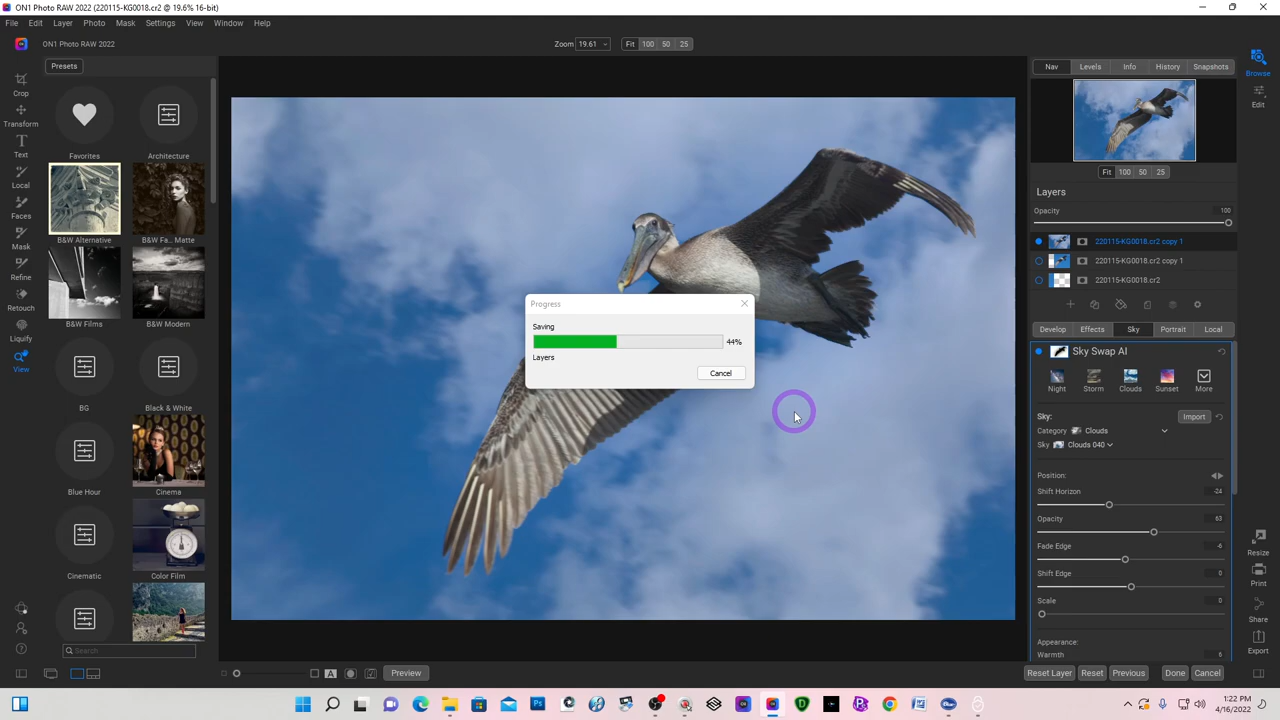 ON1 Photo RAW 2022 (220115-KG0018.cr2 @ 19.6% 16-bit)
File Edit Layer Photo Mask Settings View Window Help
ON1 Photo RAW 2022
Zoom 19.61
Fit 100 50 25
Presets
Crop
Transform
Text
Local
Faces
Mask
Refine
Retouch
Liquify
View
Favorites
Architecture
B&W Alternative
B&W Fa... Matte
B&W Films
B&W Modern
BG
Black & White
Blue Hour
Cinema
Cinematic
Color Film
Search
Progress
Saving
44%
Layers
Cancel
Nav Levels Info History Snapshots
Browse
Edit
Fit 100 50 25
Layers
Opacity 100
220115-KG0018.cr2 copy 1
220115-KG0018.cr2 copy 1
220115-KG0018.cr2
Develop Effects Sky Portrait Local
Sky Swap AI
Night Storm Clouds Sunset More
Sky: Import
Category Clouds
Sky Clouds 040
Position:
Shift Horizon -24
Opacity 63
Fade Edge -6
Shift Edge 0
Scale 0
Appearance:
Warmth 6
Resize
Print
Share
Export
A Preview
Reset Layer Reset Previous Done Cancel
1:22 PM
4/16/2022